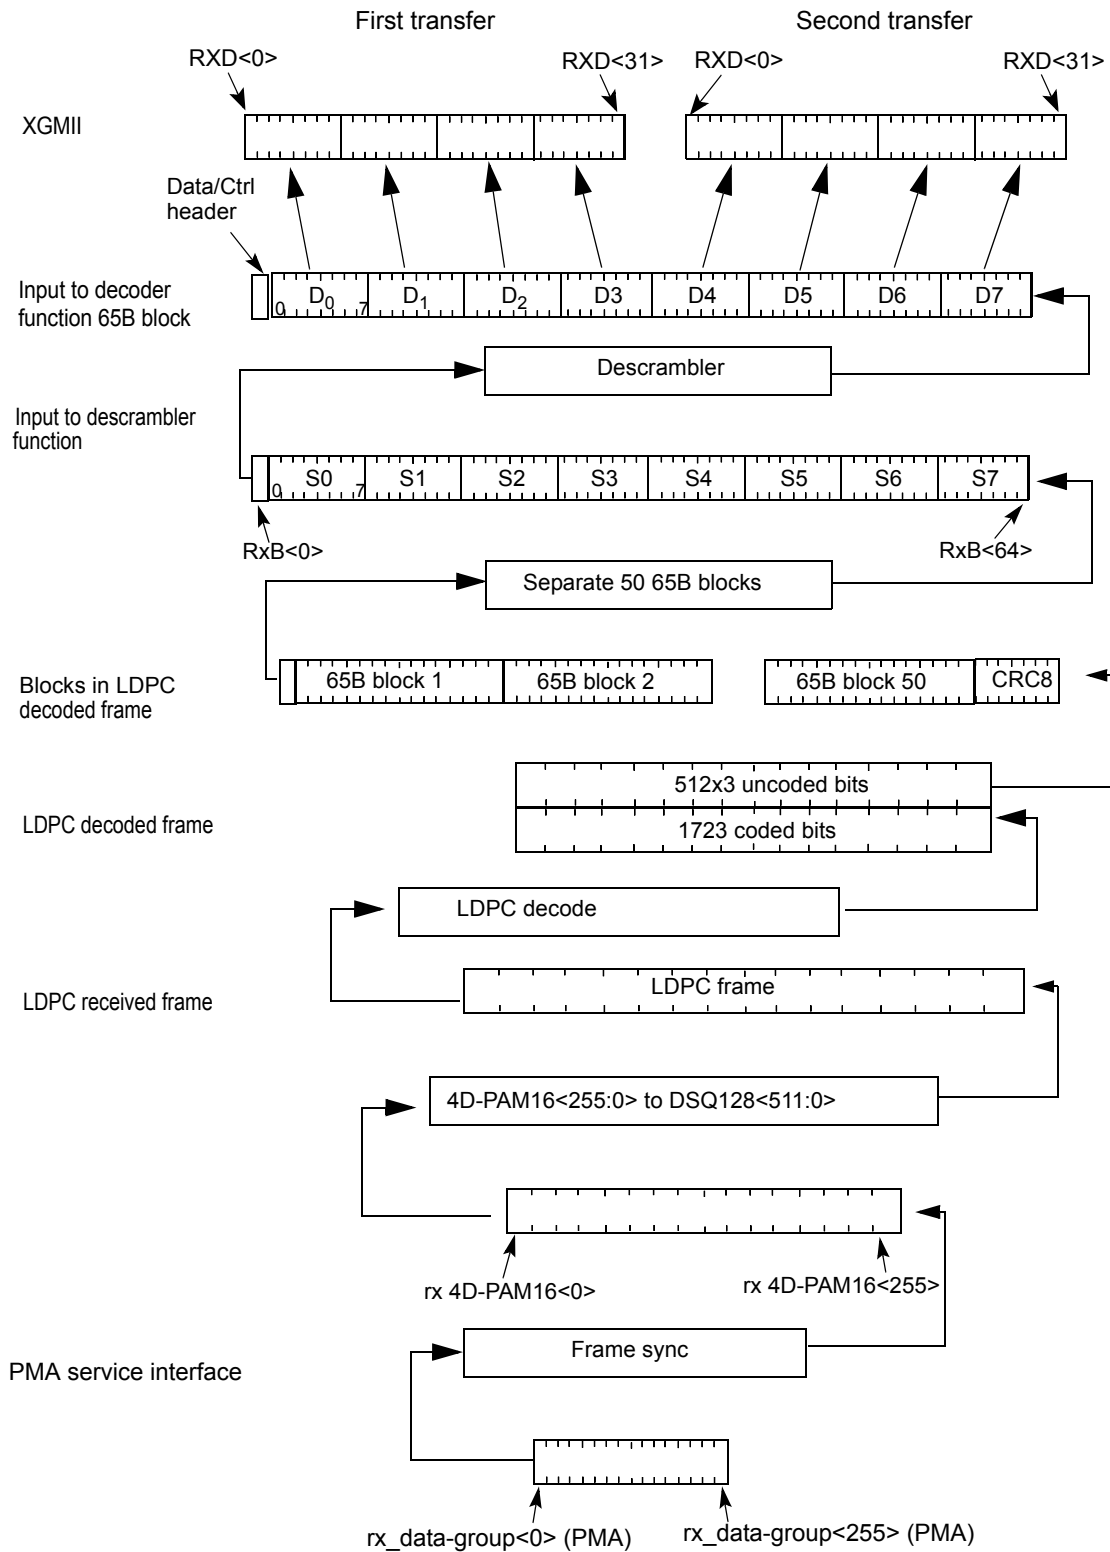 First transfer
Second transfer
RXD<0>
RXD<31>
RXD<0>
RXD<31>
XGMII
Data/Ctrl
header
Input to decoder
function 65B block
0 D0 7 D1 D2 D3 D4 D5 D6 D7
Descrambler
Input to descrambler
function
0 S0 7 S1 S2 S3 S4 S5 S6 S7
RxB<0>
RxB<64>
Separate 50 65B blocks
Blocks in LDPC
decoded frame
65B block 1
65B block 2
65B block 50
CRC8
512x3 uncoded bits
LDPC decoded frame
1723 coded bits
LDPC decode
LDPC received frame
LDPC frame
4D-PAM16<255:0> to DSQ128<511:0>
rx 4D-PAM16<0>
rx 4D-PAM16<255>
Frame sync
PMA service interface
rx_data-group<0> (PMA)
rx_data-group<255> (PMA)